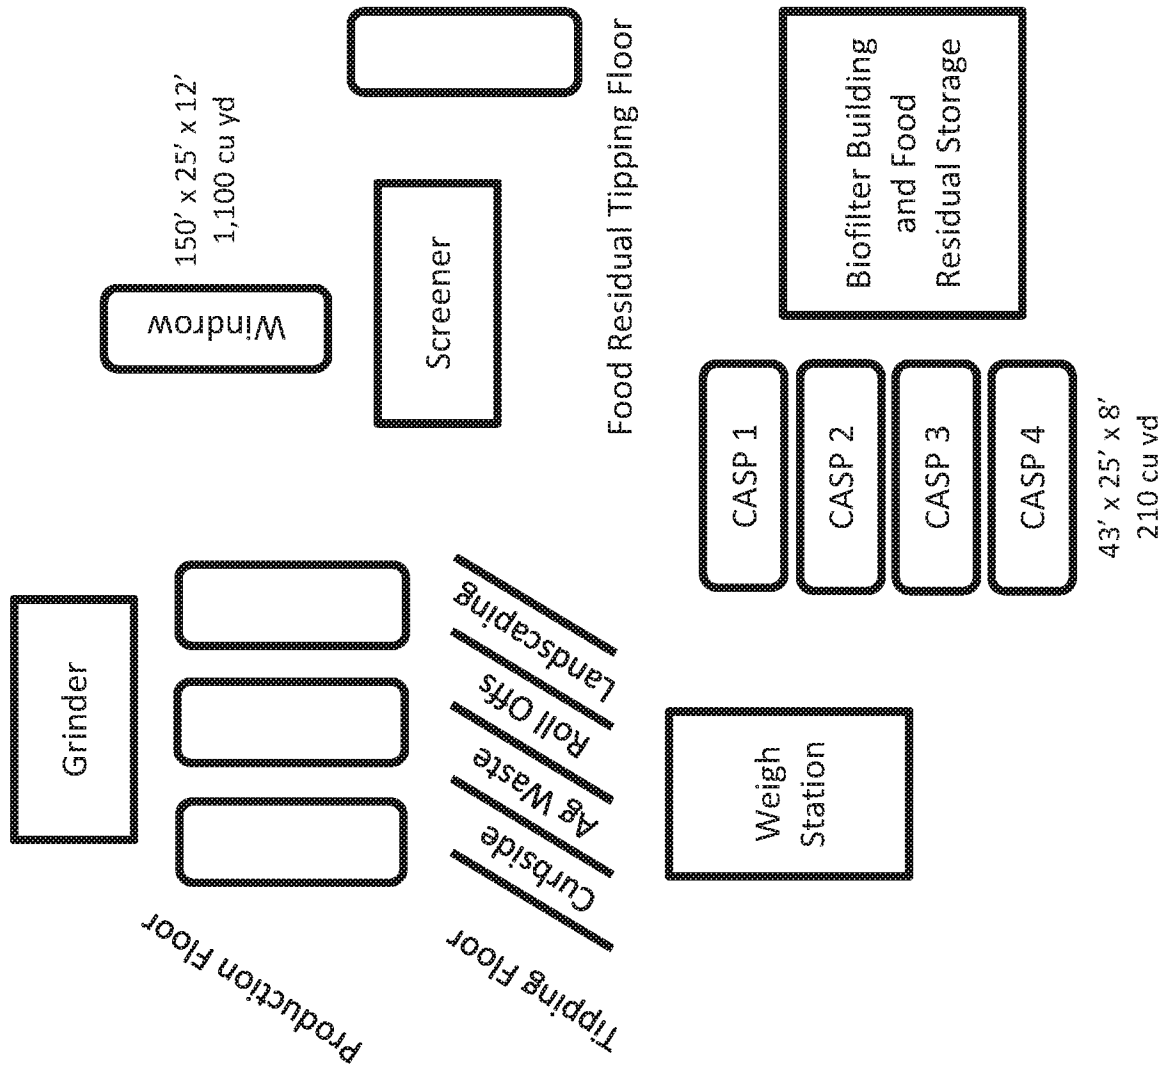 Production Floor
Grinder
Windrow
150’ x 25’ x 12’
1,100 cu yd
Tipping Floor
Curbside
Ag Waste
Roll Offs
Landscaping
Screener
Food Residual Tipping Floor
Weigh
Station
CASP 1
CASP 2
CASP 3
CASP 4
43’ x 25’ x 8’
210 cu yd
Biofilter Building
and Food
Residual Storage